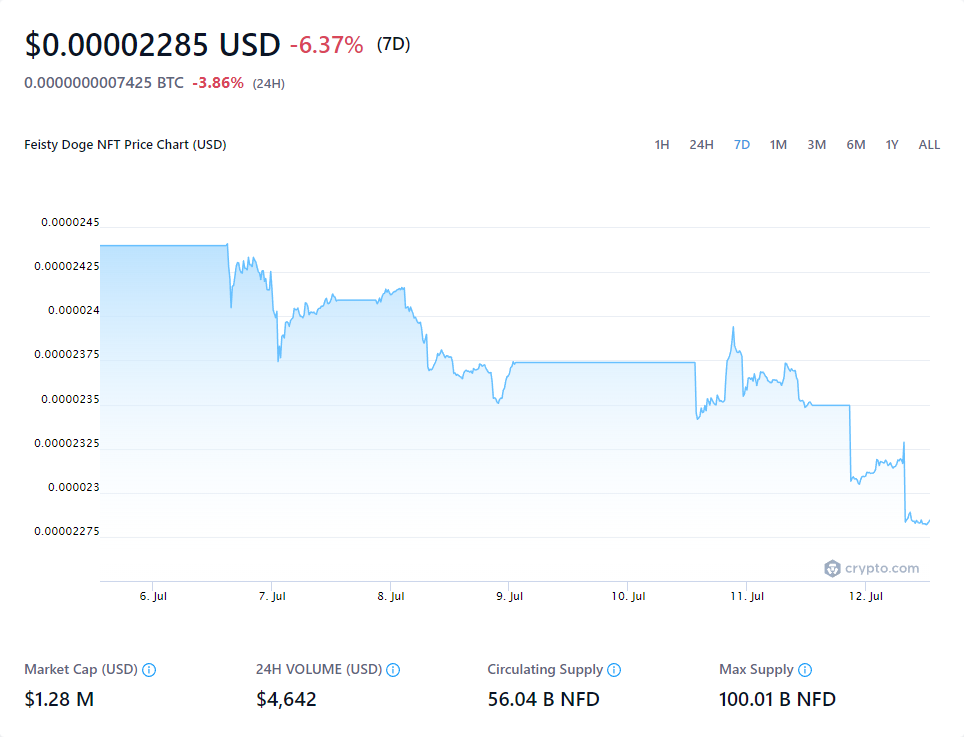 $0.00002285 USD -6.37% (7D)
0.0000000007425 BTC -3.86% (24H)
Feisty Doge NFT Price Chart (USD) 1H 24H 7D 1M 3M 6M 1Y ALL
0.0000245
0.00002425
0.000024
0.00002375
0.0000235
0.00002325
0.000023
0.00002275
crypto.com
6. Jul 7. Jul 8. Jul 9. Jul 10. Jul 11. Jul 12. Jul
Market Cap (USD) 24H VOLUME (USD) Circulating Supply Max Supply
$1.28 M $4,642 56.04 B NFD 100.01 B NFD